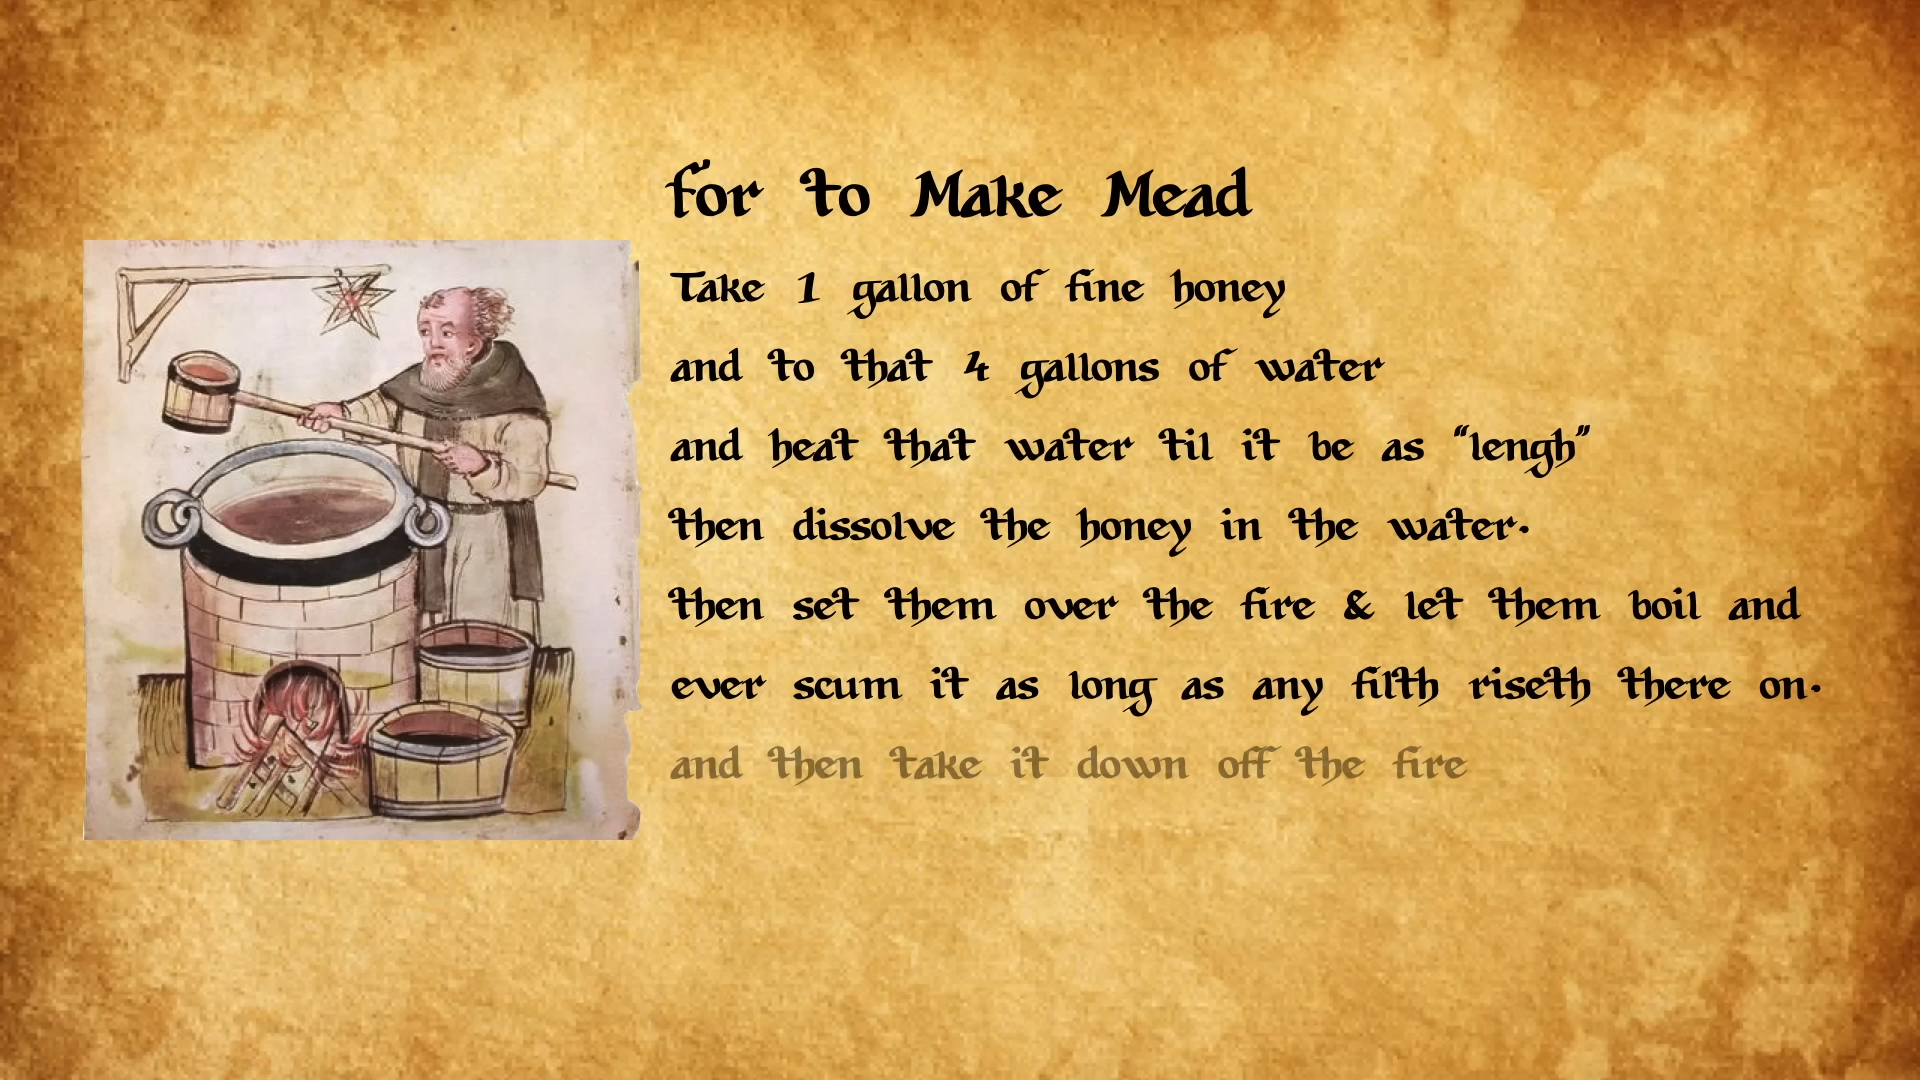 For to Make Mead
Take 1 gallon of fine honey
and to that 4 gallons of water
and heat that water til it be as "lengh"
then dissolve the honey in the water.
then set them over the fire & let them boil and
ever scum it as long as any filth riseth there on.
and then take it down off the fire